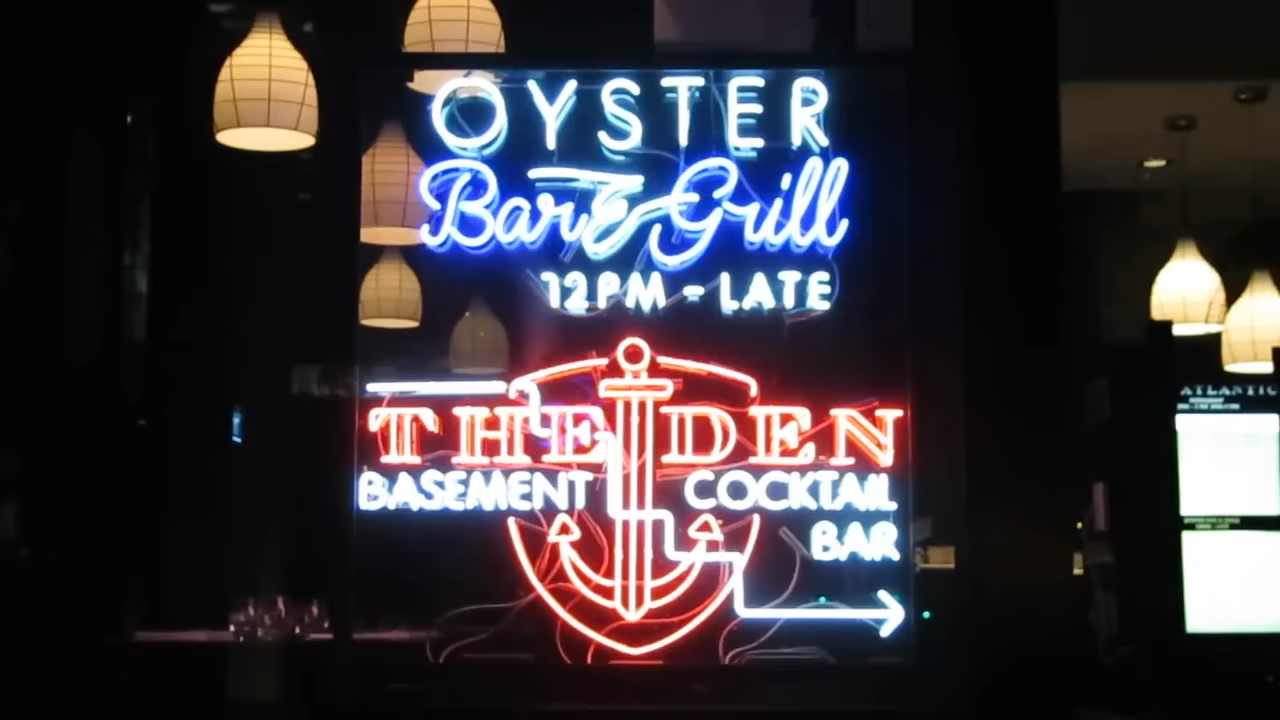 OYSTER
Bar & Grill
12PM - LATE
THE DEN
BASEMENT COCKTAIL
BAR
ATLANTIC